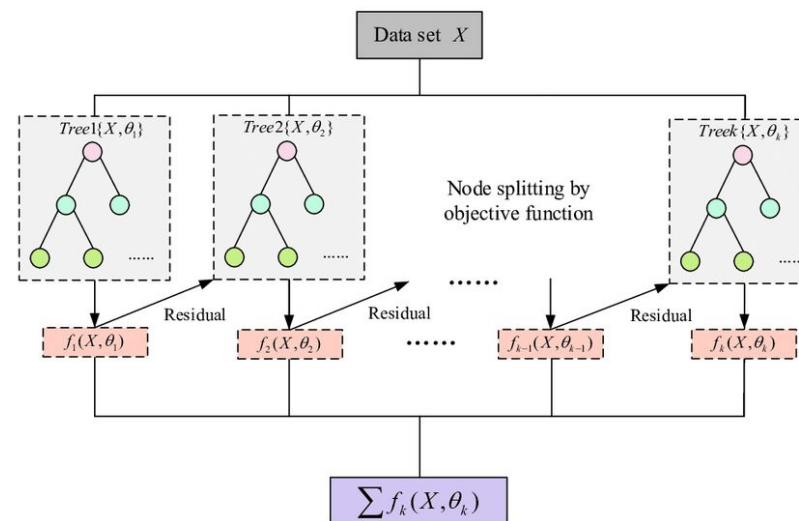 Data set X
Tree1{X,θ₁}
Tree2{X,θ₂}
Treek{X,θₖ}
Node splitting by
objective function
......
......
......
......
Residual
Residual
Residual
f₁(X,θ₁)
f₂(X,θ₂)
......
fₖ₋₁(X,θₖ₋₁)
fₖ(X,θₖ)
∑ fₖ(X,θₖ)